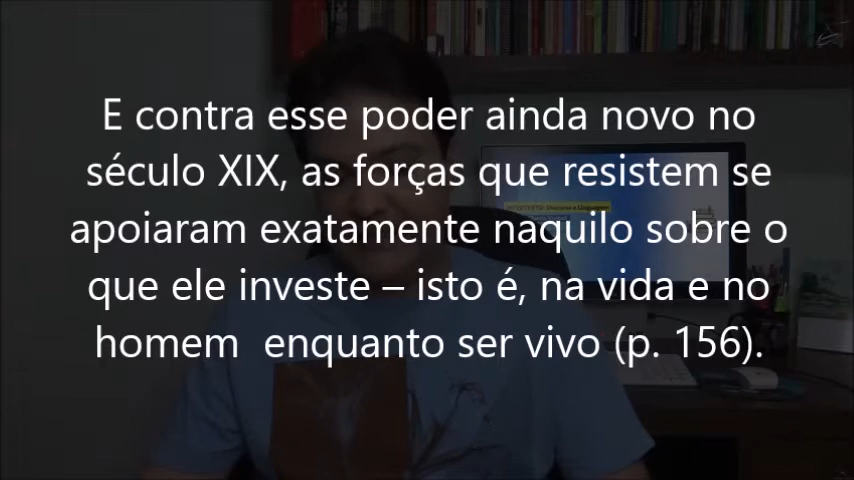 E contra esse poder ainda novo no
século XIX, as forças que resistem se
apoiaram exatamente naquilo sobre o
que ele investe – isto é, na vida e no
homem  enquanto ser vivo (p. 156).